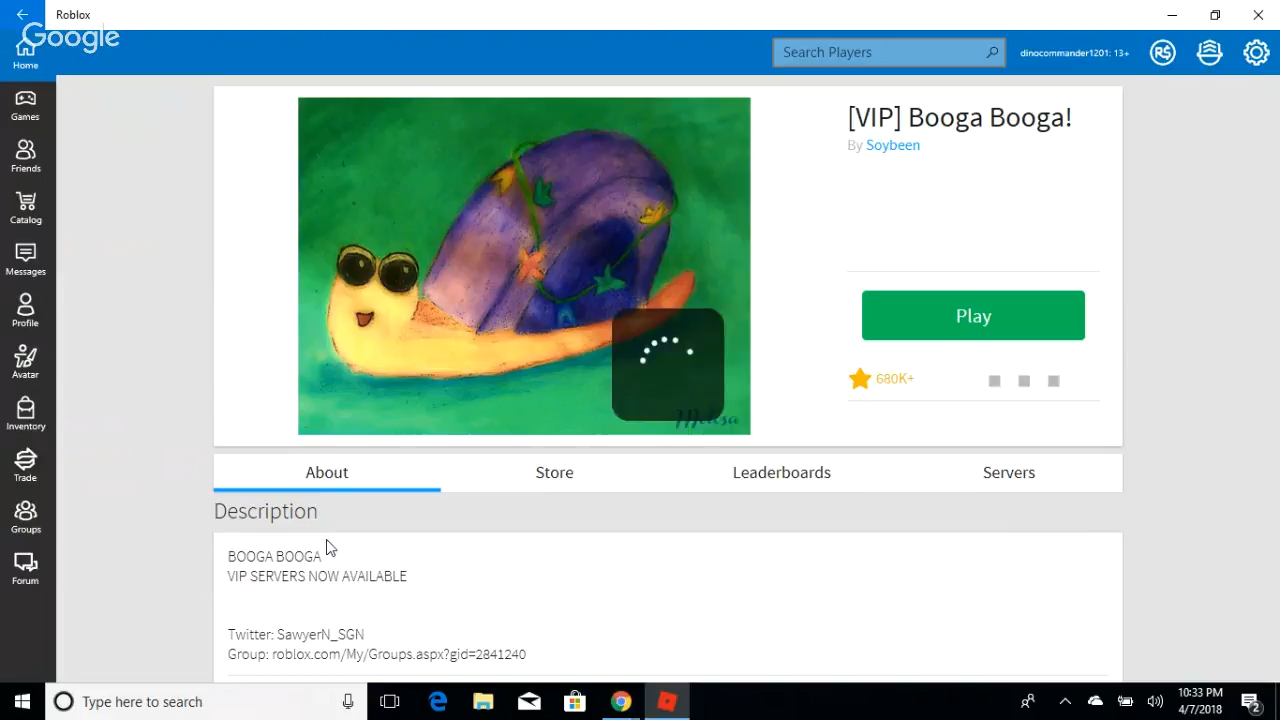 Roblox
Google
Home
Search Players
dinocommander1201: 13+
R$
Games
Friends
Catalog
Messages
Profile
Avatar
Inventory
Trade
Groups
Forum
[VIP] Booga Booga!
By Soybeen
Play
680K+
Melisa
About
Store
Leaderboards
Servers
Description
BOOGA BOOGA
VIP SERVERS NOW AVAILABLE
Twitter: SawyerN_SGN
Group: roblox.com/My/Groups.aspx?gid=2841240
Type here to search
10:33 PM
4/7/2018
2